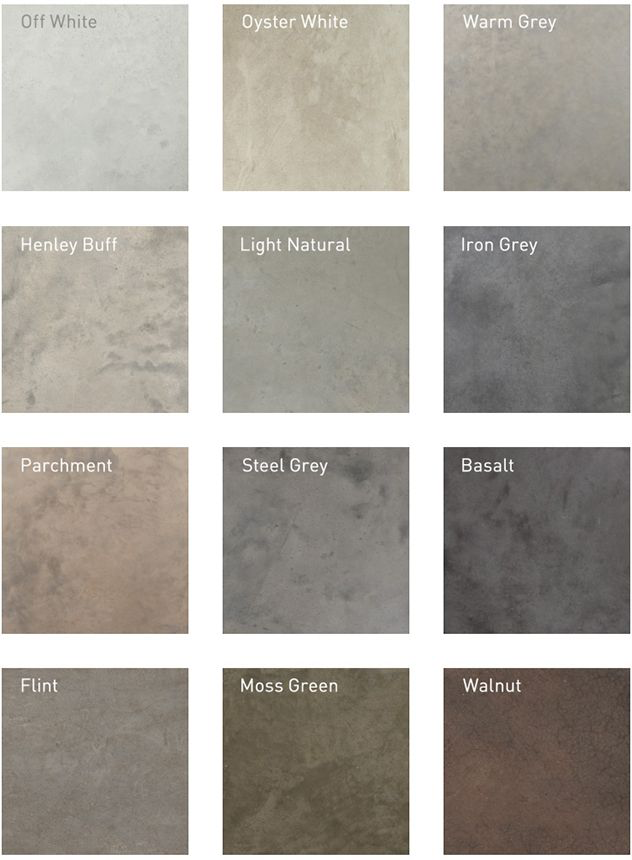 Off White
Oyster White
Warm Grey
Henley Buff
Light Natural
Iron Grey
Parchment
Steel Grey
Basalt
Flint
Moss Green
Walnut